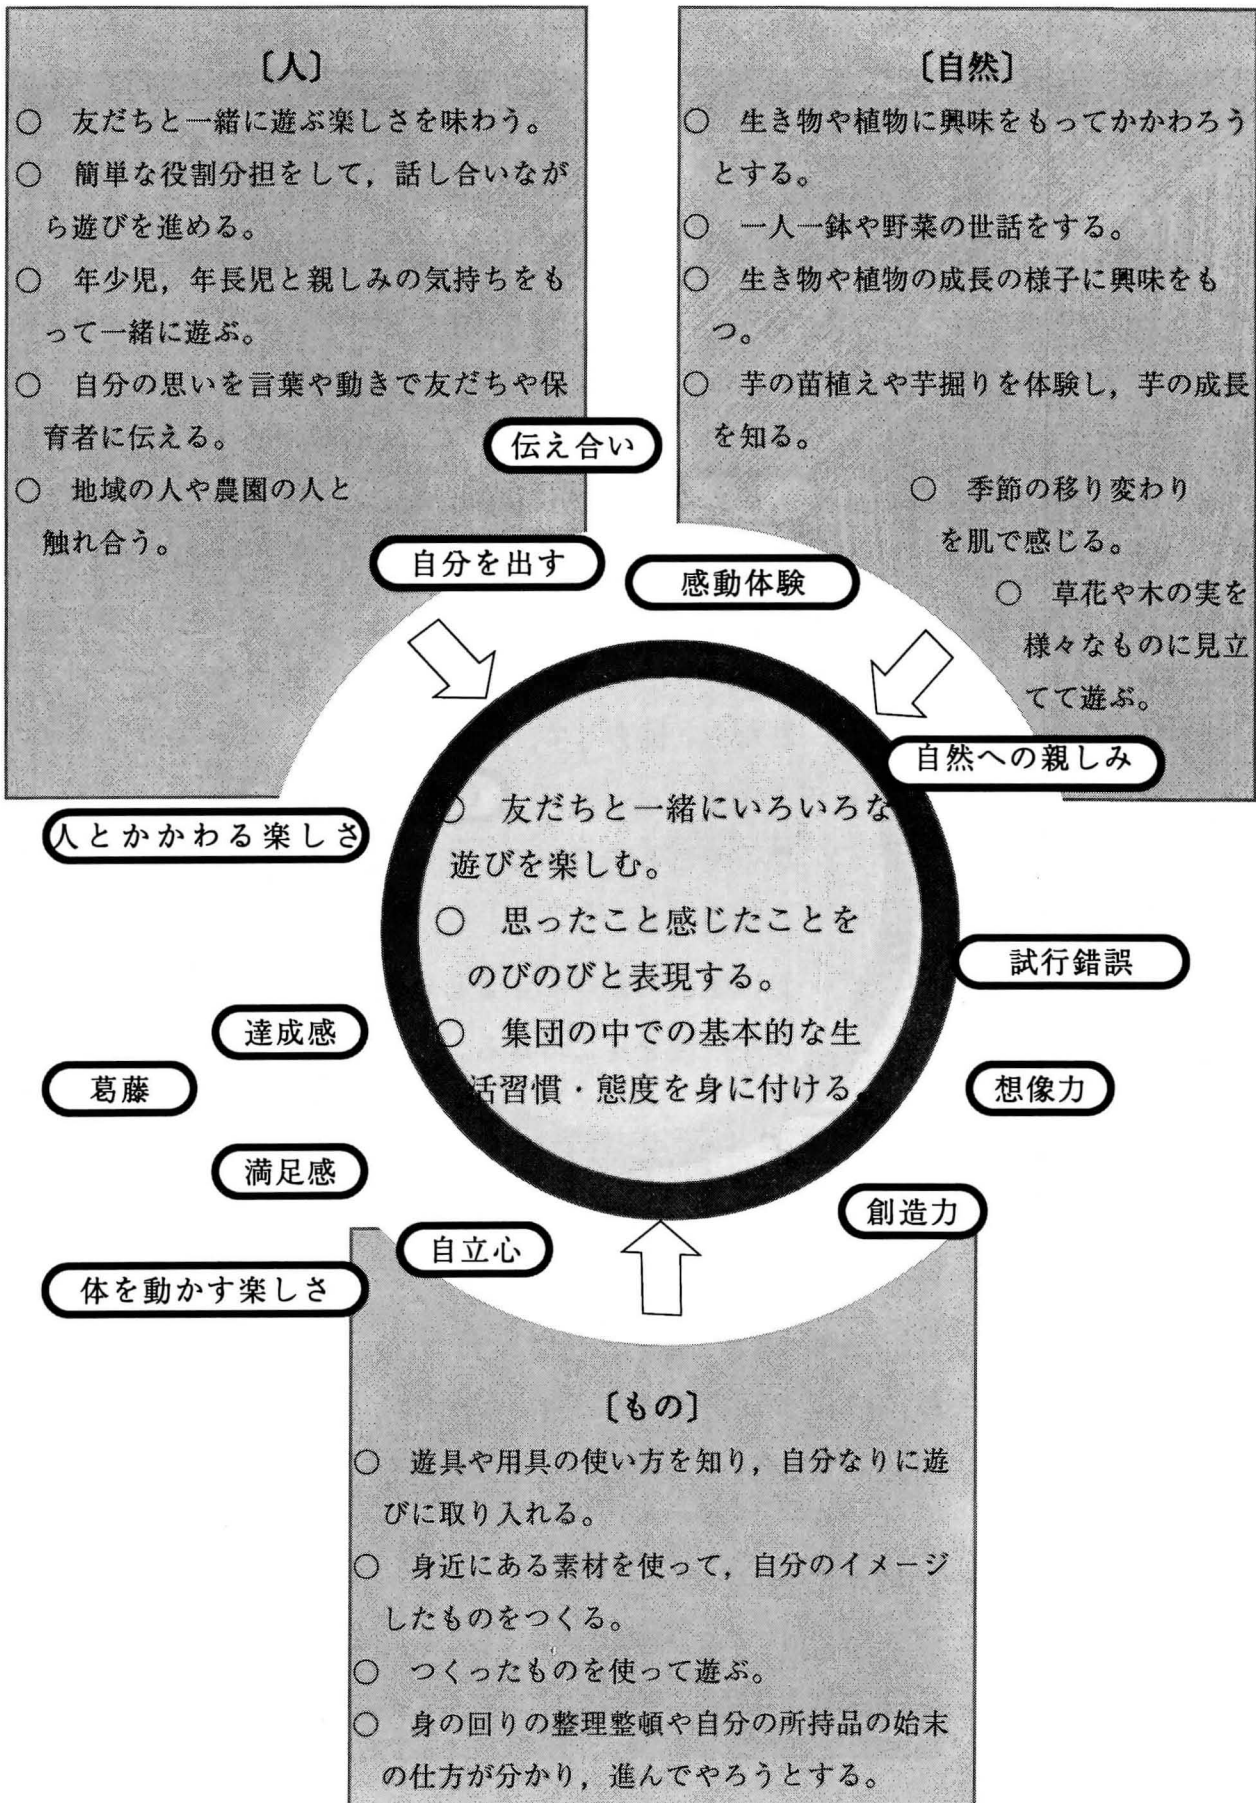 〔人〕
○　友だちと一緒に遊ぶ楽しさを味わう。
○　簡単な役割分担をして，話し合いなが
ら遊びを進める。
○　年少児，年長児と親しみの気持ちをも
って一緒に遊ぶ。
○　自分の思いを言葉や動きで友だちや保
育者に伝える。
○　地域の人や農園の人と
触れ合う。
〔自然〕
○　生き物や植物に興味をもってかかわろう
とする。
○　一人一鉢や野菜の世話をする。
○　生き物や植物の成長の様子に興味をも
つ。
○　芋の苗植えや芋掘りを体験し，芋の成長
を知る。
○　季節の移り変わり
を肌で感じる。
○　草花や木の実を
様々なものに見立
てて遊ぶ。
伝え合い
自分を出す
感動体験
自然への親しみ
人とかかわる楽しさ
○　友だちと一緒にいろいろな
遊びを楽しむ。
○　思ったこと感じたことを
のびのびと表現する。
○　集団の中での基本的な生
活習慣・態度を身に付ける。
試行錯誤
達成感
葛藤
想像力
満足感
創造力
自立心
体を動かす楽しさ
〔もの〕
○　遊具や用具の使い方を知り，自分なりに遊
びに取り入れる。
○　身近にある素材を使って，自分のイメージ
したものをつくる。
○　つくったものを使って遊ぶ。
○　身の回りの整理整頓や自分の所持品の始末
の仕方が分かり，進んでやろうとする。